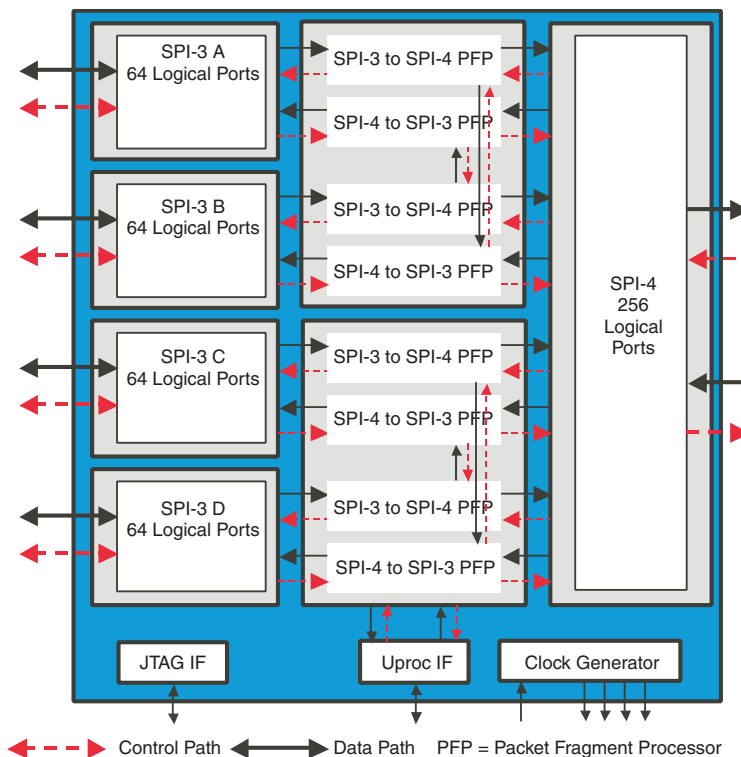 SPI-3 A
64 Logical Ports
SPI-3 to SPI-4 PFP
SPI-4 to SPI-3 PFP
SPI-3 B
64 Logical Ports
SPI-3 to SPI-4 PFP
SPI-4 to SPI-3 PFP
SPI-3 C
64 Logical Ports
SPI-3 to SPI-4 PFP
SPI-4 to SPI-3 PFP
SPI-3 D
64 Logical Ports
SPI-3 to SPI-4 PFP
SPI-4 to SPI-3 PFP
SPI-4
256
Logical
Ports
JTAG IF
Uproc IF
Clock Generator
Control Path
Data Path
PFP = Packet Fragment Processor